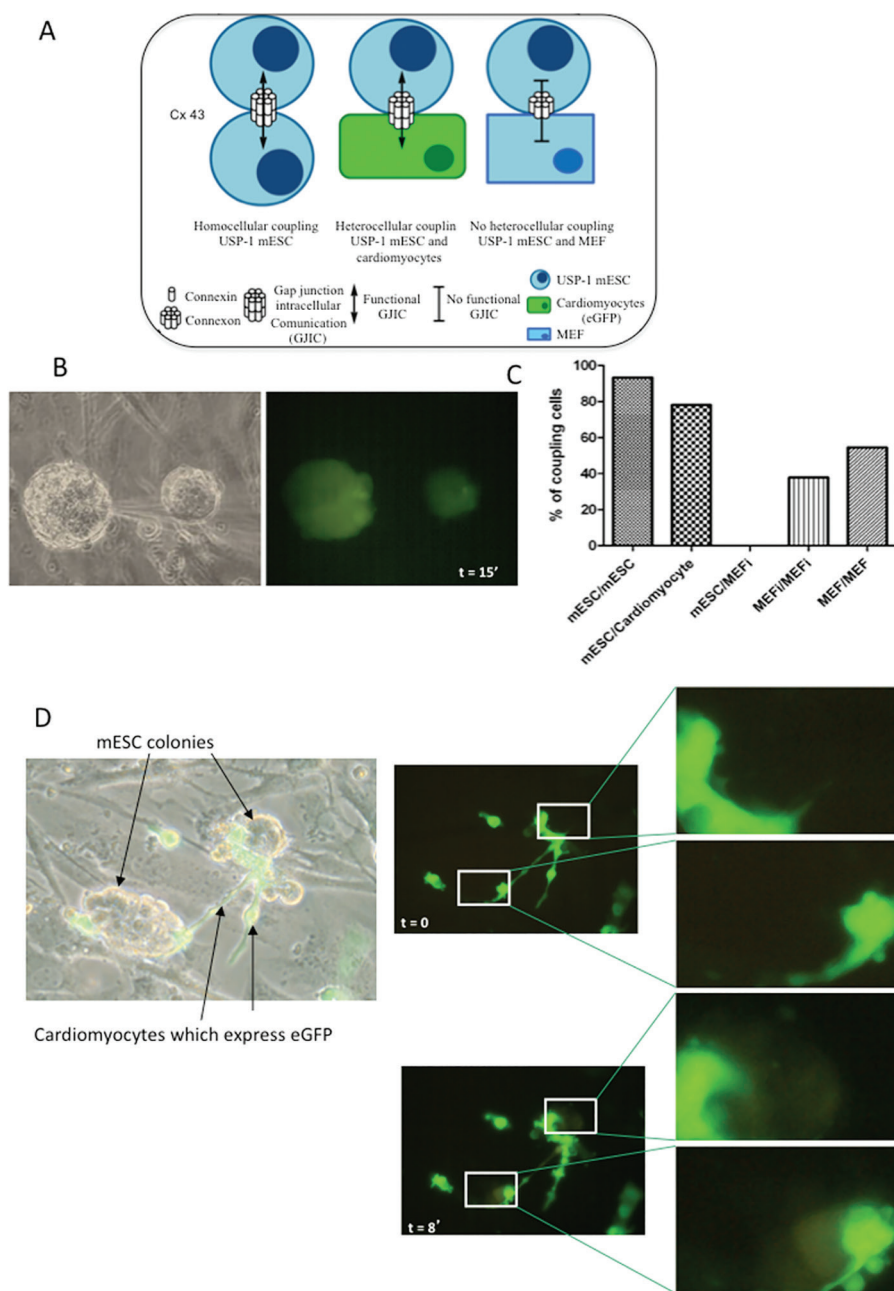 A
Cx 43
Homocellular coupling
USP-1 mESC
Heterocellular couplin
USP-1 mESC and
cardiomyocytes
No heterocellular coupling
USP-1 mESC and MEF
Connexin
Connexon
Gap junction
intracellular
Comunication
(GJIC)
Functional
GJIC
No functional
GJIC
USP-1 mESC
Cardiomyocytes
(eGFP)
MEF
B
t = 15'
C
% of coupling cells
100
80
60
40
20
0
mESC/mESC
mESC/Cardiomyocyte
mESC/MEFi
MEFi/MEFi
MEF/MEF
D
mESC colonies
Cardiomyocytes which express eGFP
t = 0
t = 8'